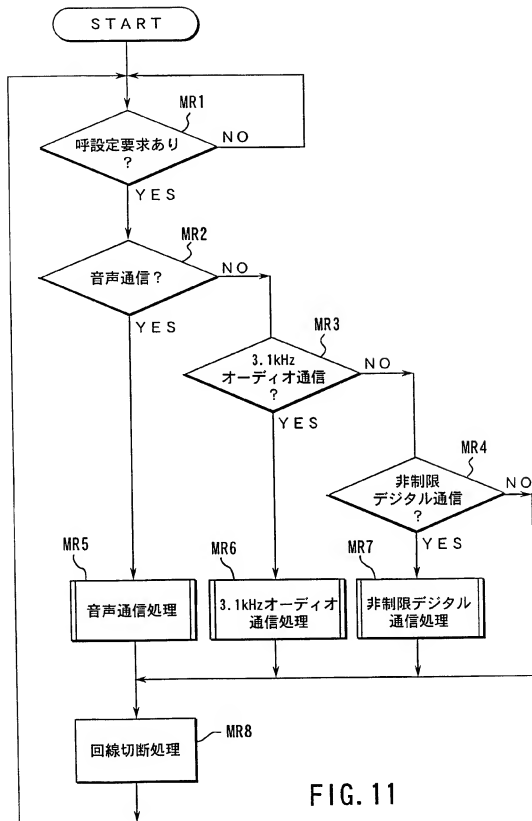 START
MR1
呼設定要求あり
?
NO
YES
MR2
音声通信?
NO
YES
MR3
3.1kHz
オーディオ通信
?
NO
YES
MR4
非制限
デジタル通信
?
NO
YES
MR5
音声通信処理
MR6
3.1kHzオーディオ
通信処理
MR7
非制限デジタル
通信処理
回線切断処理
MR8
FIG.11